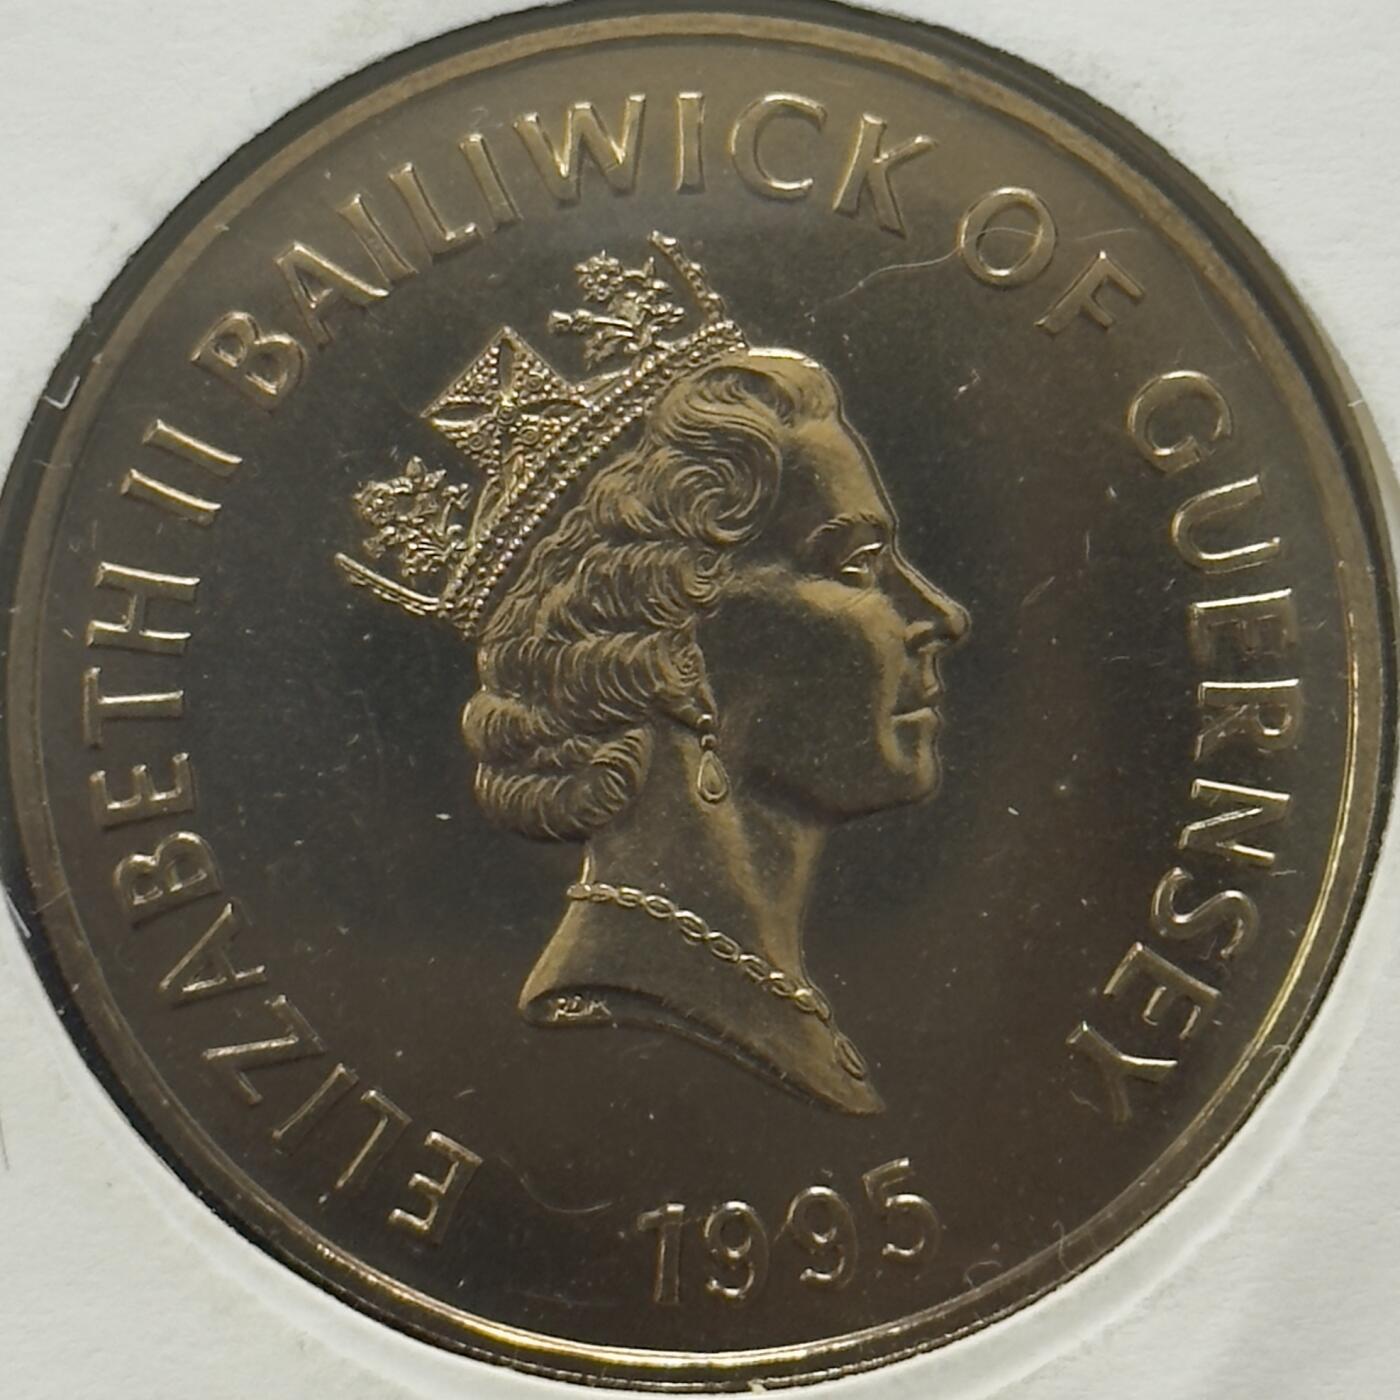 ELIZABETH II BAILIWICK OF GUERNSEY
1995
RDM